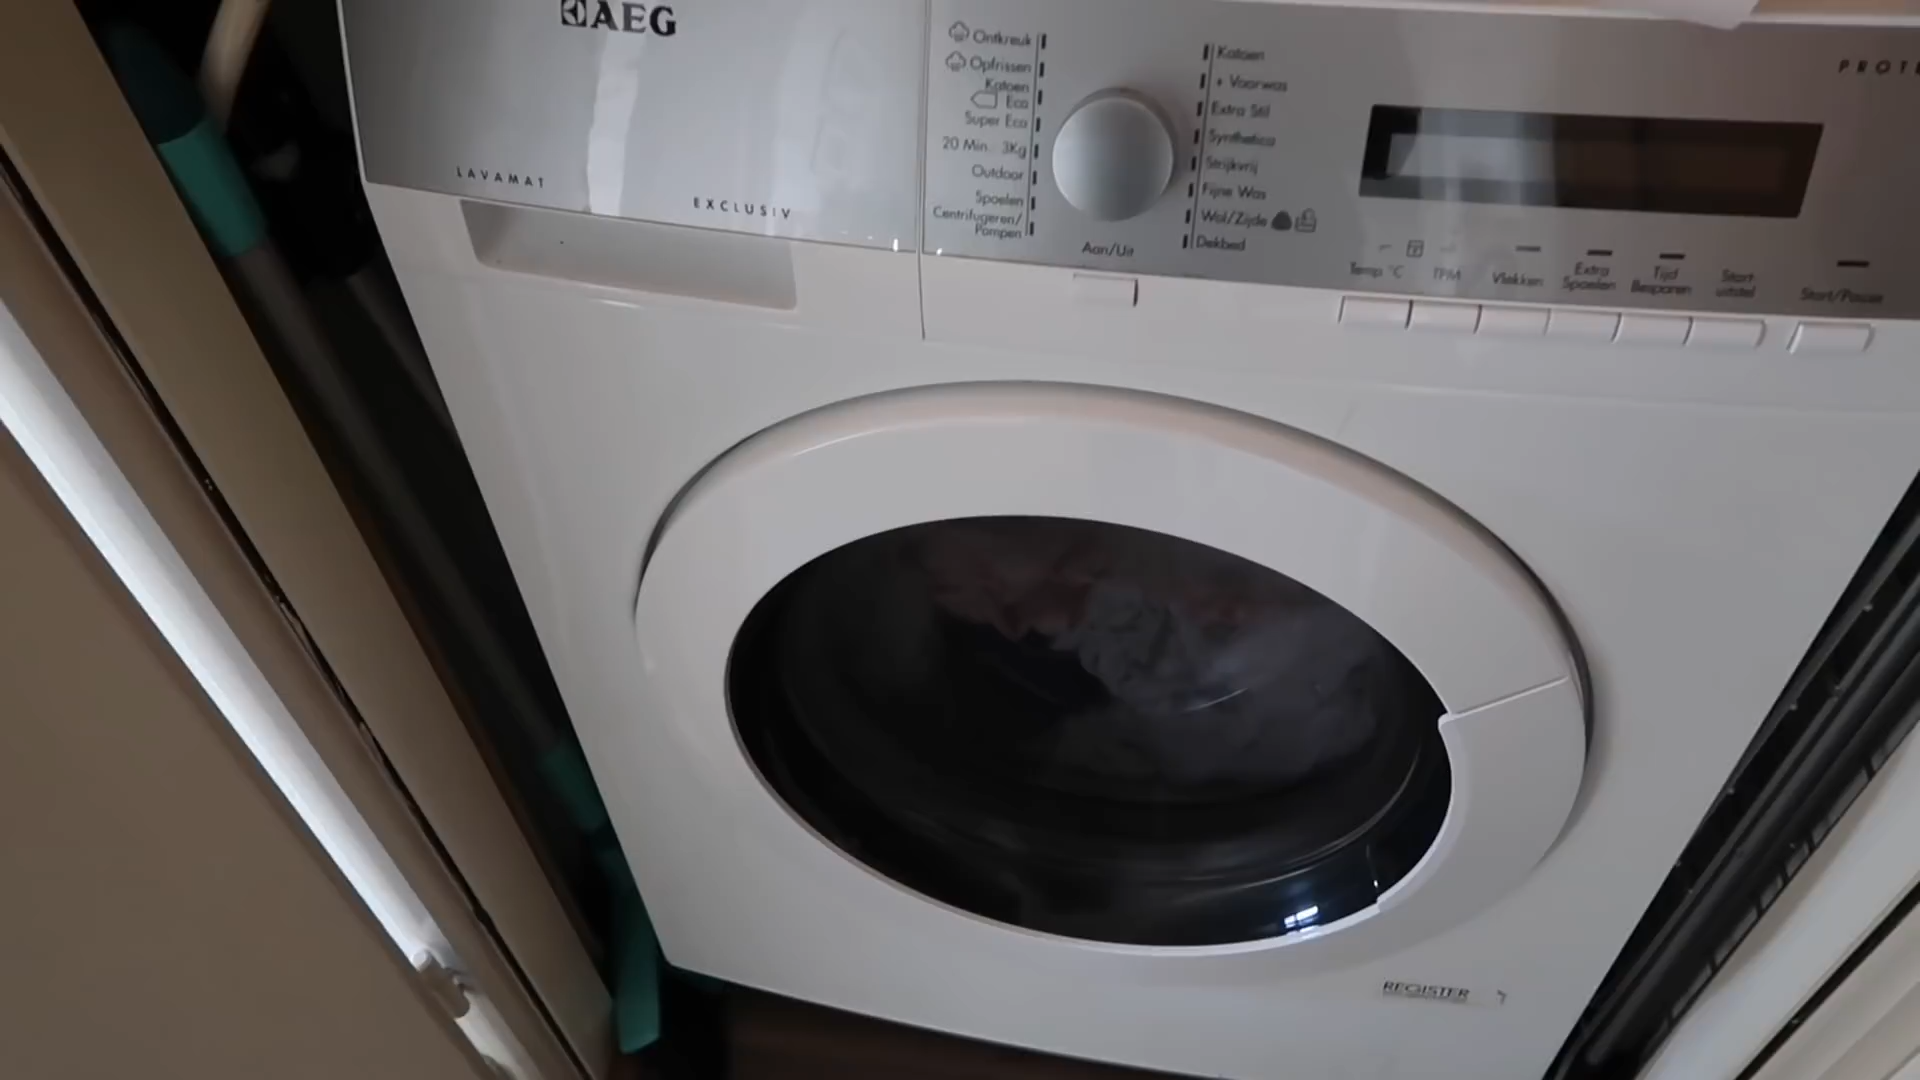 AEG
LAVAMAT
EXCLUSIV
Ontkreuk
Opfrissen
Katoen
Eco
Super Eco
20 Min. 3Kg
Outdoor
Spoelen
Centrifugeren/
Pompen
Aan/Uit
Katoen
+ Voorwas
Extra Stil
Synthetica
Strijkvrij
Fijne Was
Wol/Zijde
Dekbed
Temp °C
TPM
Vlekken
Extra
Spoelen
Tijd
Besparen
Start
uitstel
Start/Pauze
REGISTER